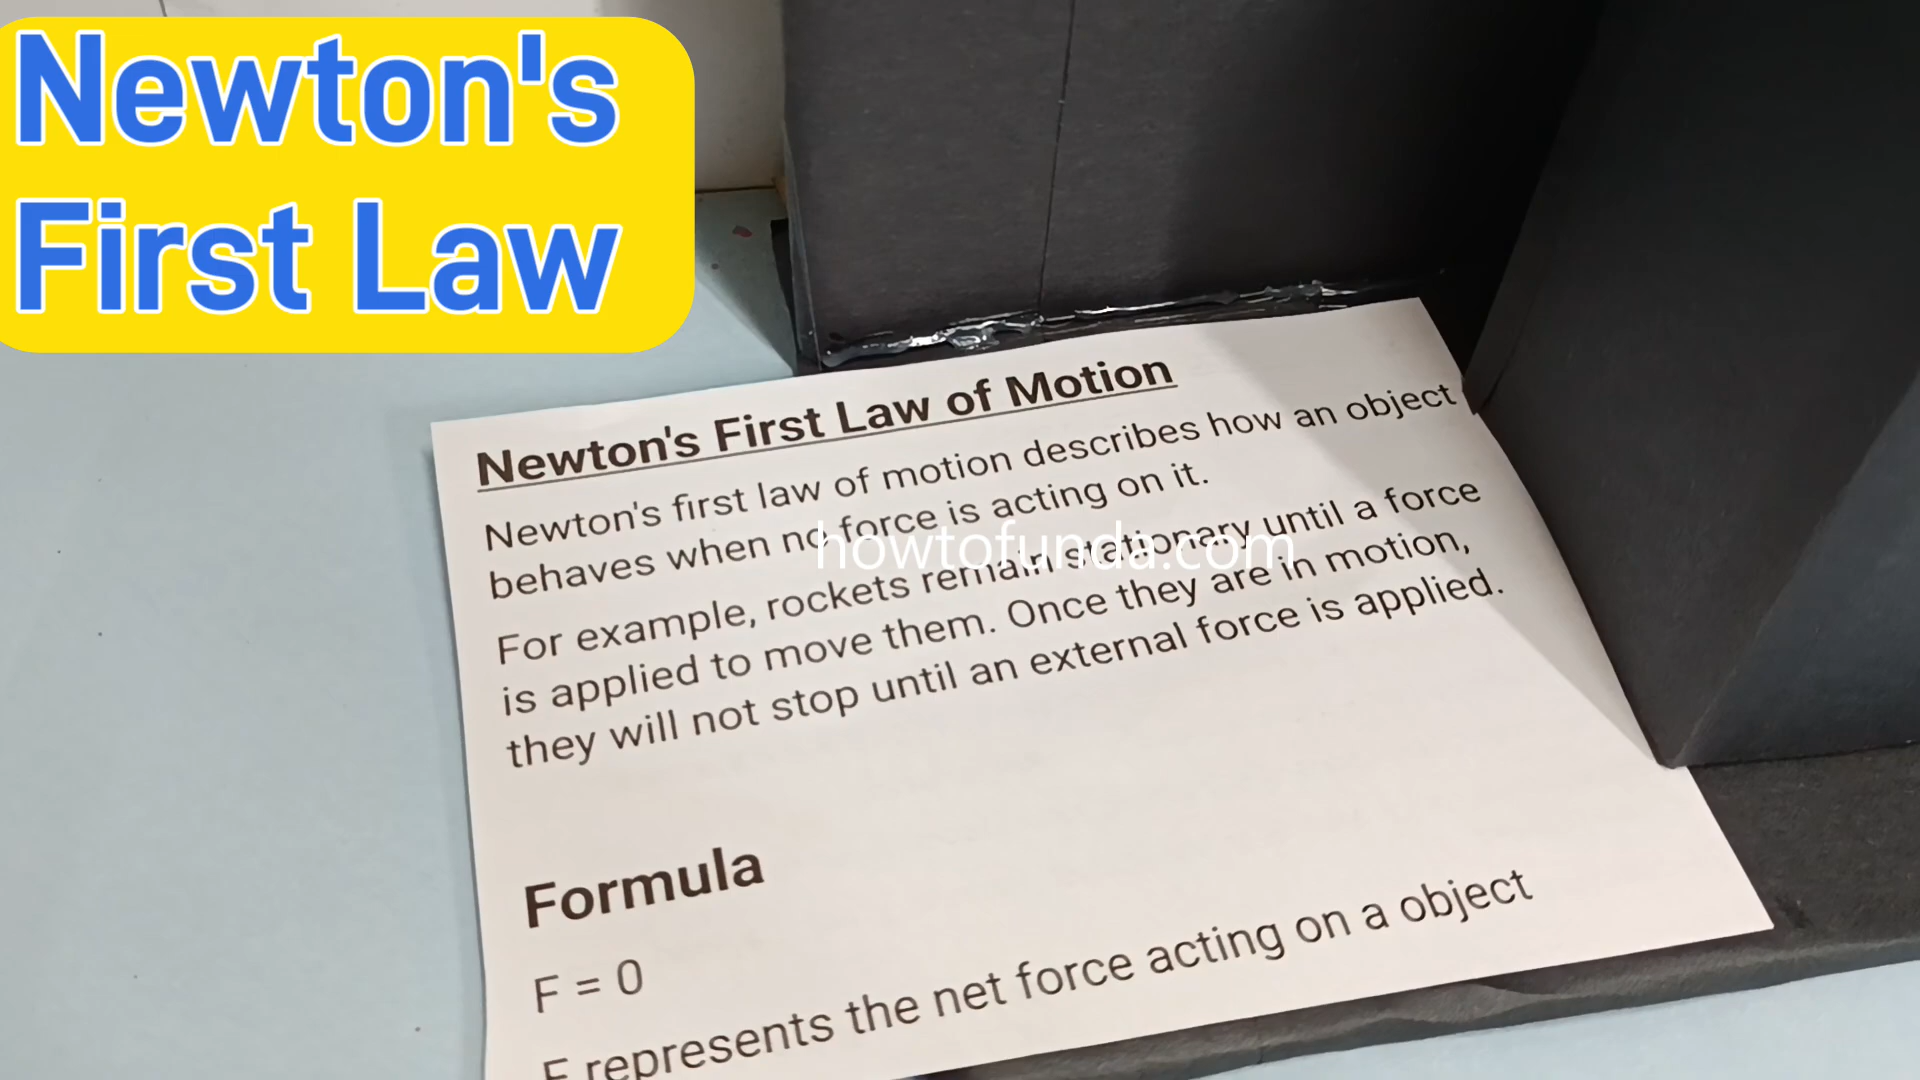 Newton's
First Law
Newton's First Law of Motion
Newton's first law of motion describes how an object
behaves when no force is acting on it.
For example, rockets remain stationary until a force
is applied to move them. Once they are in motion,
they will not stop until an external force is applied.
howtofunda.com
Formula
F = 0
F represents the net force acting on a object